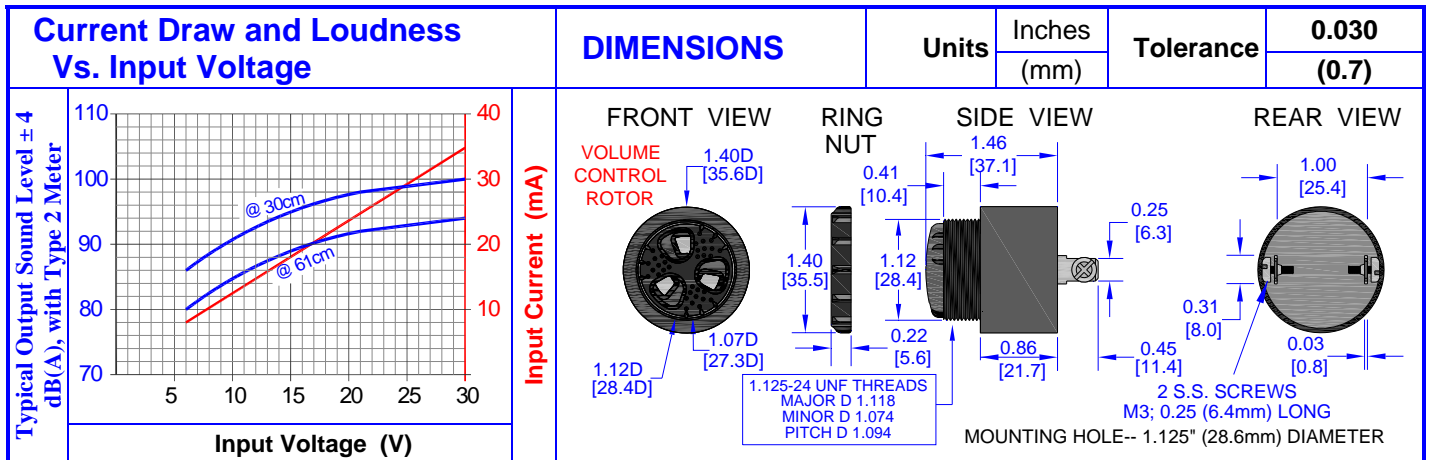 Current Draw and Loudness
Vs. Input Voltage
Typical Output Sound Level ± 4
dB(A), with Type 2 Meter
110
100
90
80
70
@ 30cm
@ 61cm
5
10
15
20
25
30
40
30
20
10
Input Current (mA)
Input Voltage (V)
DIMENSIONS
Units
Inches
(mm)
Tolerance
0.030
(0.7)
FRONT VIEW
VOLUME
CONTROL
ROTOR
1.40D
[35.6D]
1.12D
[28.4D]
1.07D
[27.3D]
RING
NUT
1.40
[35.5]
0.22
[5.6]
SIDE VIEW
1.46
[37.1]
0.41
[10.4]
1.12
[28.4]
0.25
[6.3]
0.86
[21.7]
0.45
[11.4]
1.125-24 UNF THREADS
MAJOR D 1.118
MINOR D 1.074
PITCH D 1.094
REAR VIEW
1.00
[25.4]
0.31
[8.0]
0.03
[0.8]
2 S.S. SCREWS
M3; 0.25 (6.4mm) LONG
MOUNTING HOLE-- 1.125" (28.6mm) DIAMETER